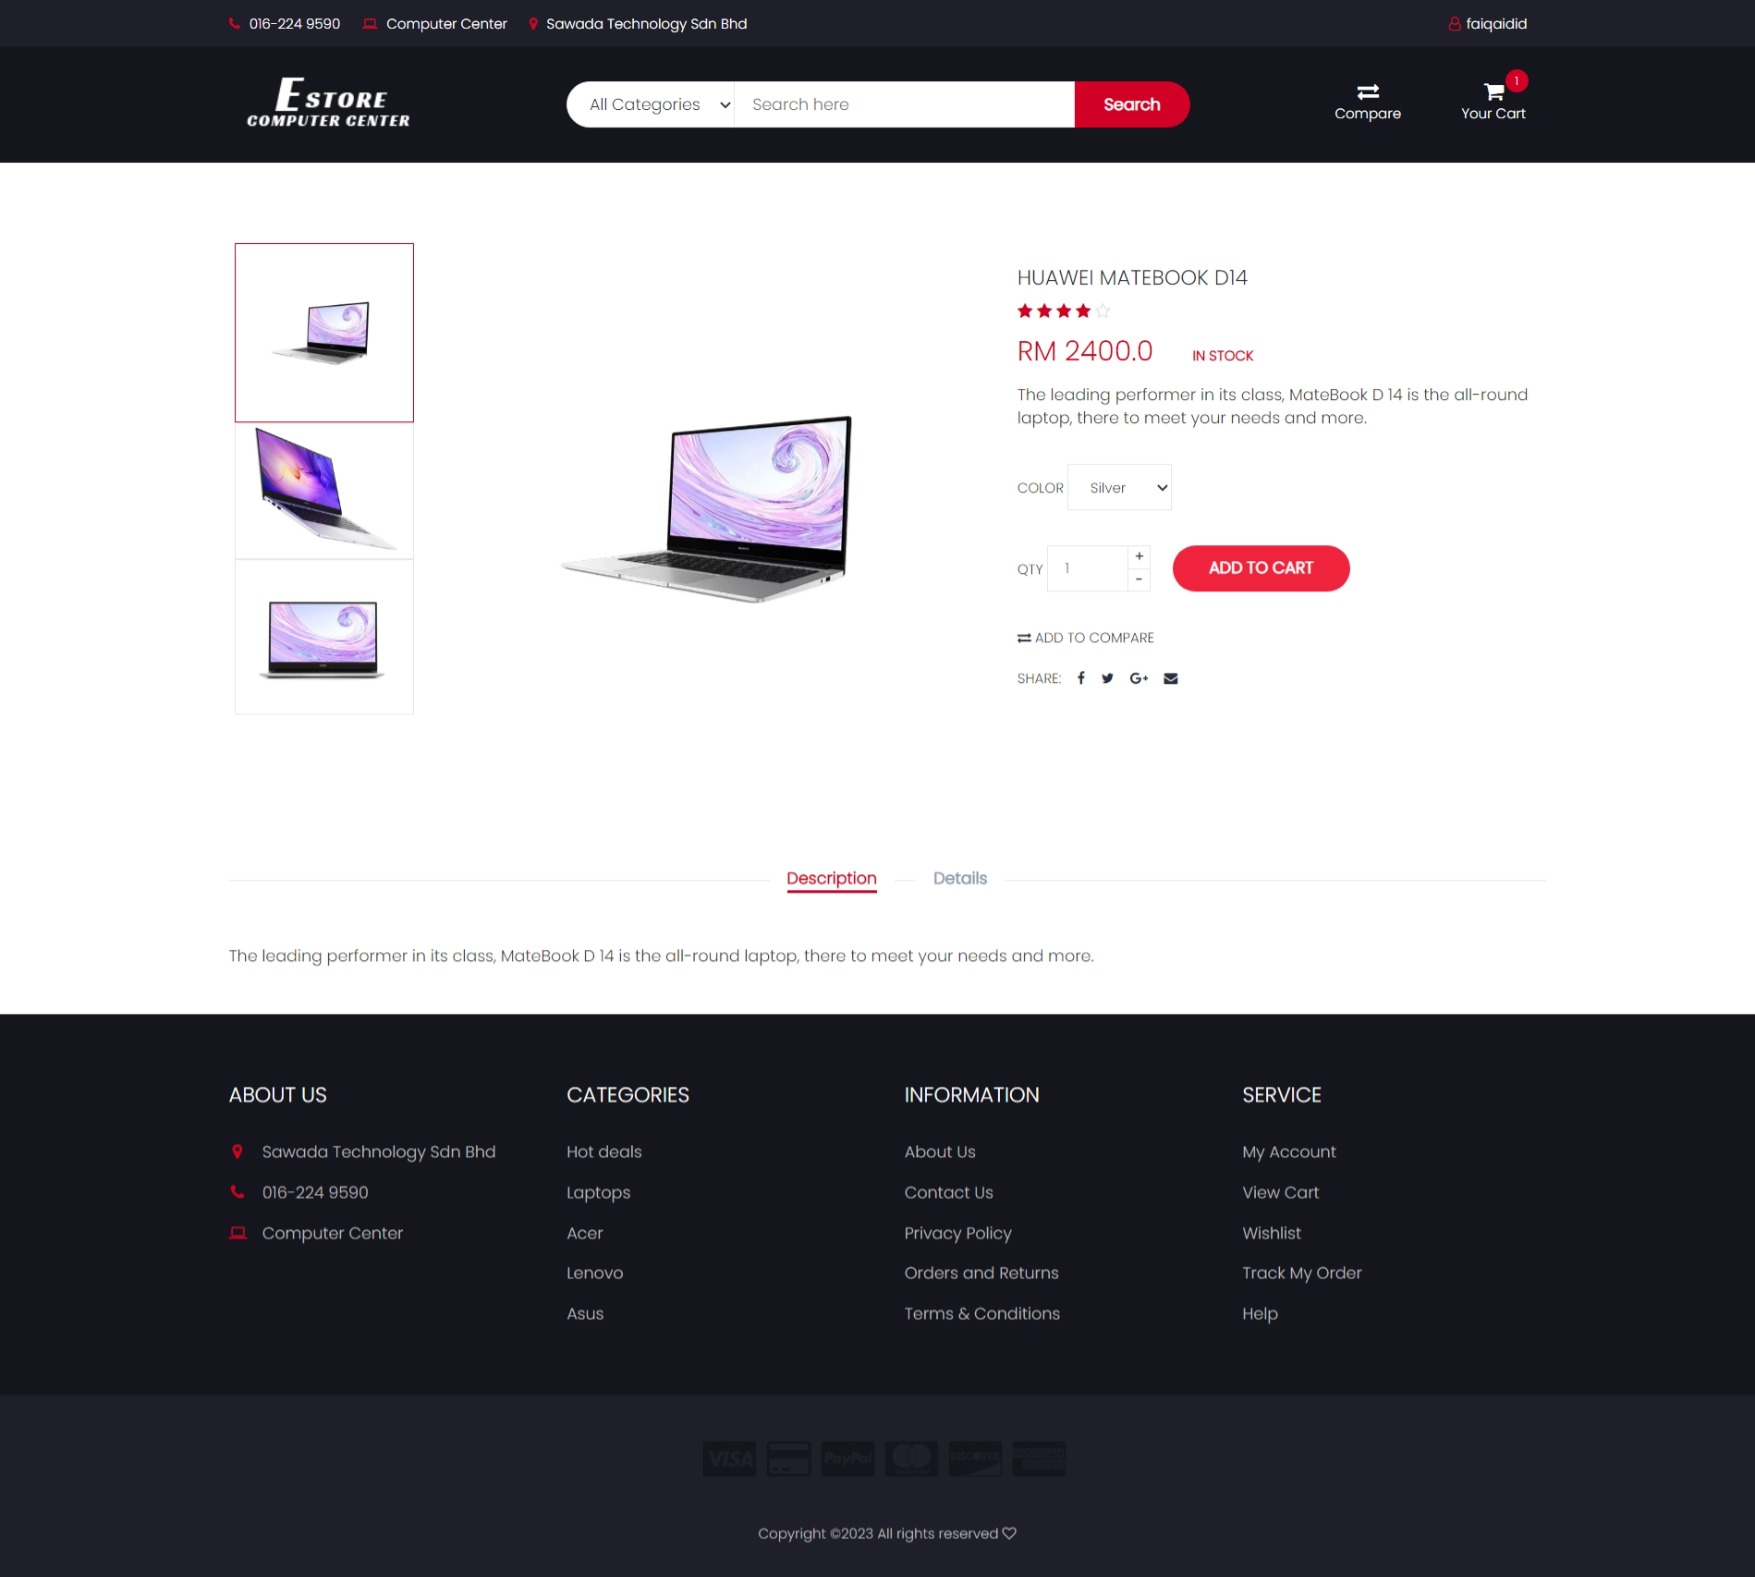 016-224 9590 Computer Center Sawada Technology Sdn Bhd faiqaidid
ESTORE
COMPUTER CENTER
All Categories Search here Search
1
Compare Your Cart
HUAWEI MATEBOOK D14
RM 2400.0 IN STOCK
The leading performer in its class, MateBook D 14 is the all-round
laptop, there to meet your needs and more.
COLOR Silver
QTY 1 + - ADD TO CART
ADD TO COMPARE
SHARE: f G+
Description Details
The leading performer in its class, MateBook D 14 is the all-round laptop, there to meet your needs and more.
ABOUT US
Sawada Technology Sdn Bhd
016-224 9590
Computer Center
CATEGORIES
Hot deals
Laptops
Acer
Lenovo
Asus
INFORMATION
About Us
Contact Us
Privacy Policy
Orders and Returns
Terms & Conditions
SERVICE
My Account
View Cart
Wishlist
Track My Order
Help
VISA PayPal DISCOVER
Copyright ©2023 All rights reserved